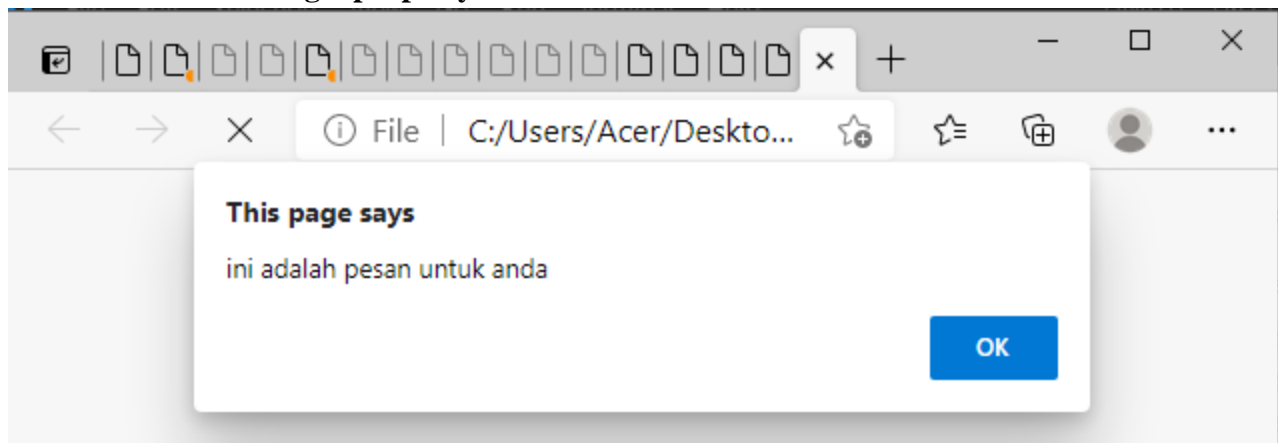 File | C:/Users/Acer/Deskto...
This page says
ini adalah pesan untuk anda
OK